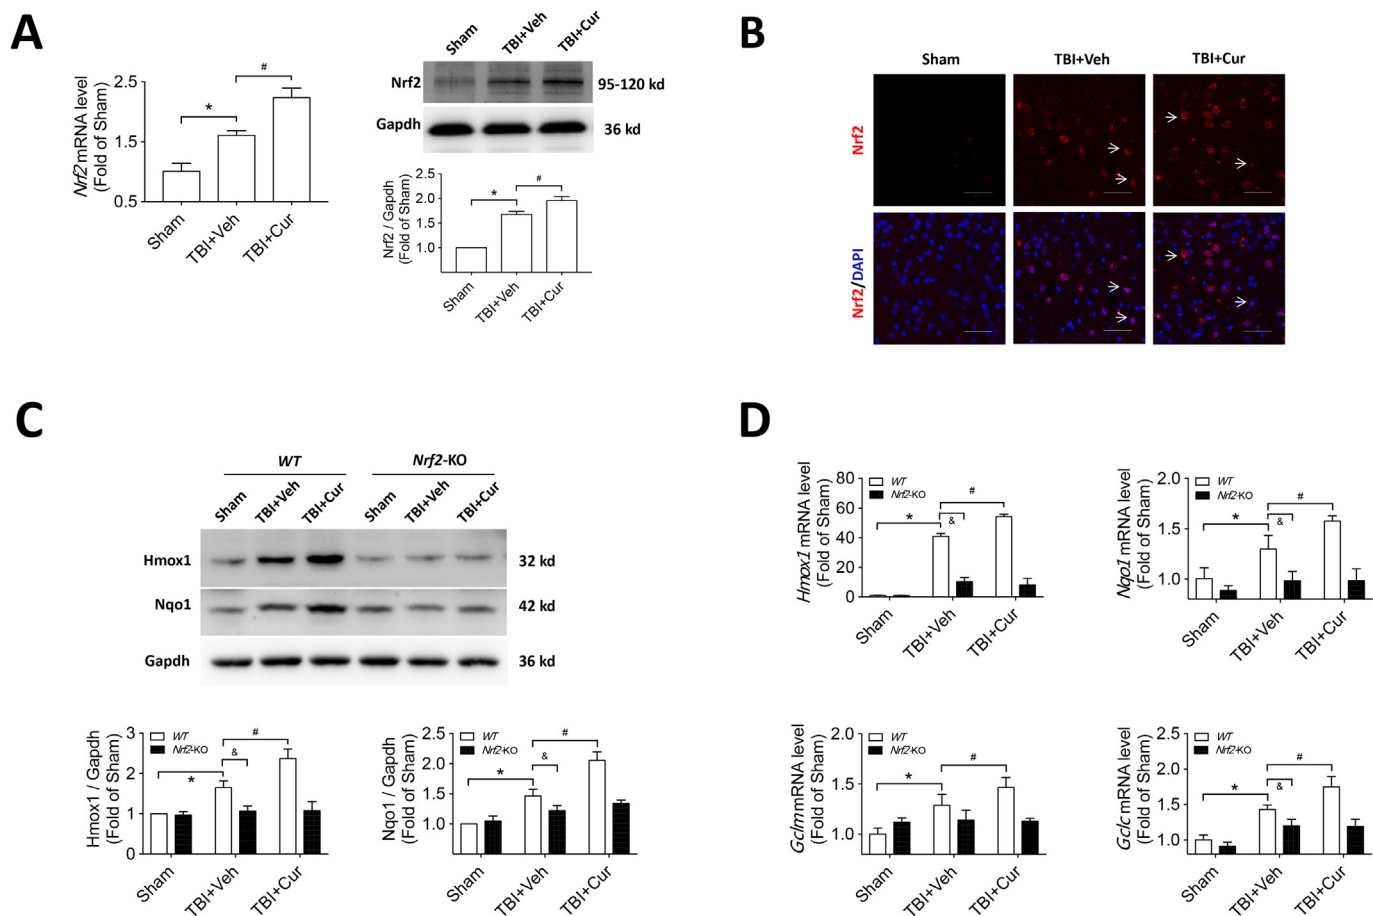 A
Nrf2 mRNA level
(Fold of Sham)
2.5
1.5
0.5
*
#
Sham
TBI+Veh
TBI+Cur
Sham
TBI+Veh
TBI+Cur
Nrf2
95-120 kd
Gapdh
36 kd
Nrf2 / Gapdh
(Fold of Sham)
2.5
2.0
1.5
1.0
*
#
Sham
TBI+Veh
TBI+Cur
B
Sham
TBI+Veh
TBI+Cur
Nrf2
Nrf2/DAPI
C
WT
Nrf2-KO
Sham
TBI+Veh
TBI+Cur
Sham
TBI+Veh
TBI+Cur
Hmox1
32 kd
Nqo1
42 kd
Gapdh
36 kd
Hmox1 / Gapdh
(Fold of Sham)
3
2
1
0
WT
Nrf2-KO
*
&
#
Sham
TBI+Veh
TBI+Cur
Nqo1 / Gapdh
(Fold of Sham)
2.5
2.0
1.5
1.0
WT
Nrf2-KO
*
&
#
Sham
TBI+Veh
TBI+Cur
D
Hmox1 mRNA level
(Fold of Sham)
80
60
40
20
0
WT
Nrf2-KO
*
&
#
Sham
TBI+Veh
TBI+Cur
Nqo1 mRNA level
(Fold of Sham)
2.0
1.5
1.0
WT
Nrf2-KO
*
&
#
Sham
TBI+Veh
TBI+Cur
Gclm mRNA level
(Fold of Sham)
2.0
1.5
1.0
WT
Nrf2-KO
*
#
Sham
TBI+Veh
TBI+Cur
Gclc mRNA level
(Fold of Sham)
2.5
2.0
1.5
1.0
WT
Nrf2-KO
*
&
#
Sham
TBI+Veh
TBI+Cur